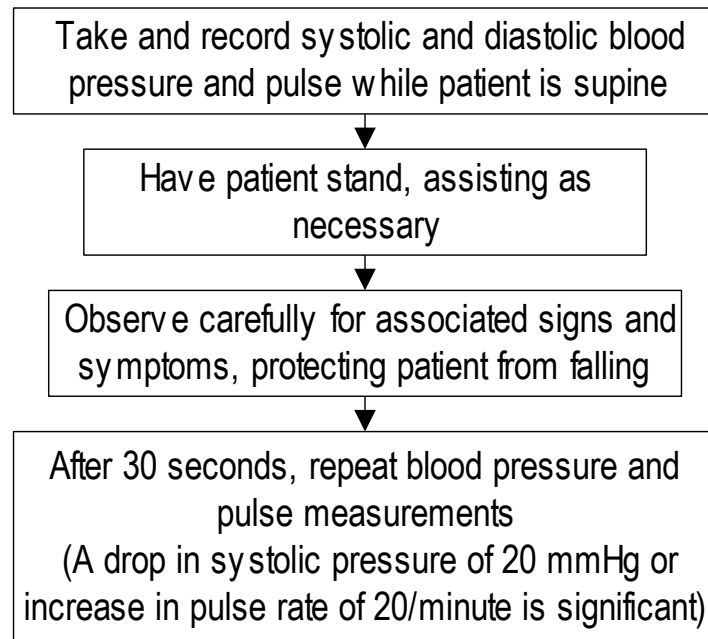 Take and record systolic and diastolic blood
pressure and pulse while patient is supine
Have patient stand, assisting as
necessary
Observe carefully for associated signs and
symptoms, protecting patient from falling
After 30 seconds, repeat blood pressure and
pulse measurements
(A drop in systolic pressure of 20 mmHg or
increase in pulse rate of 20/minute is significant)